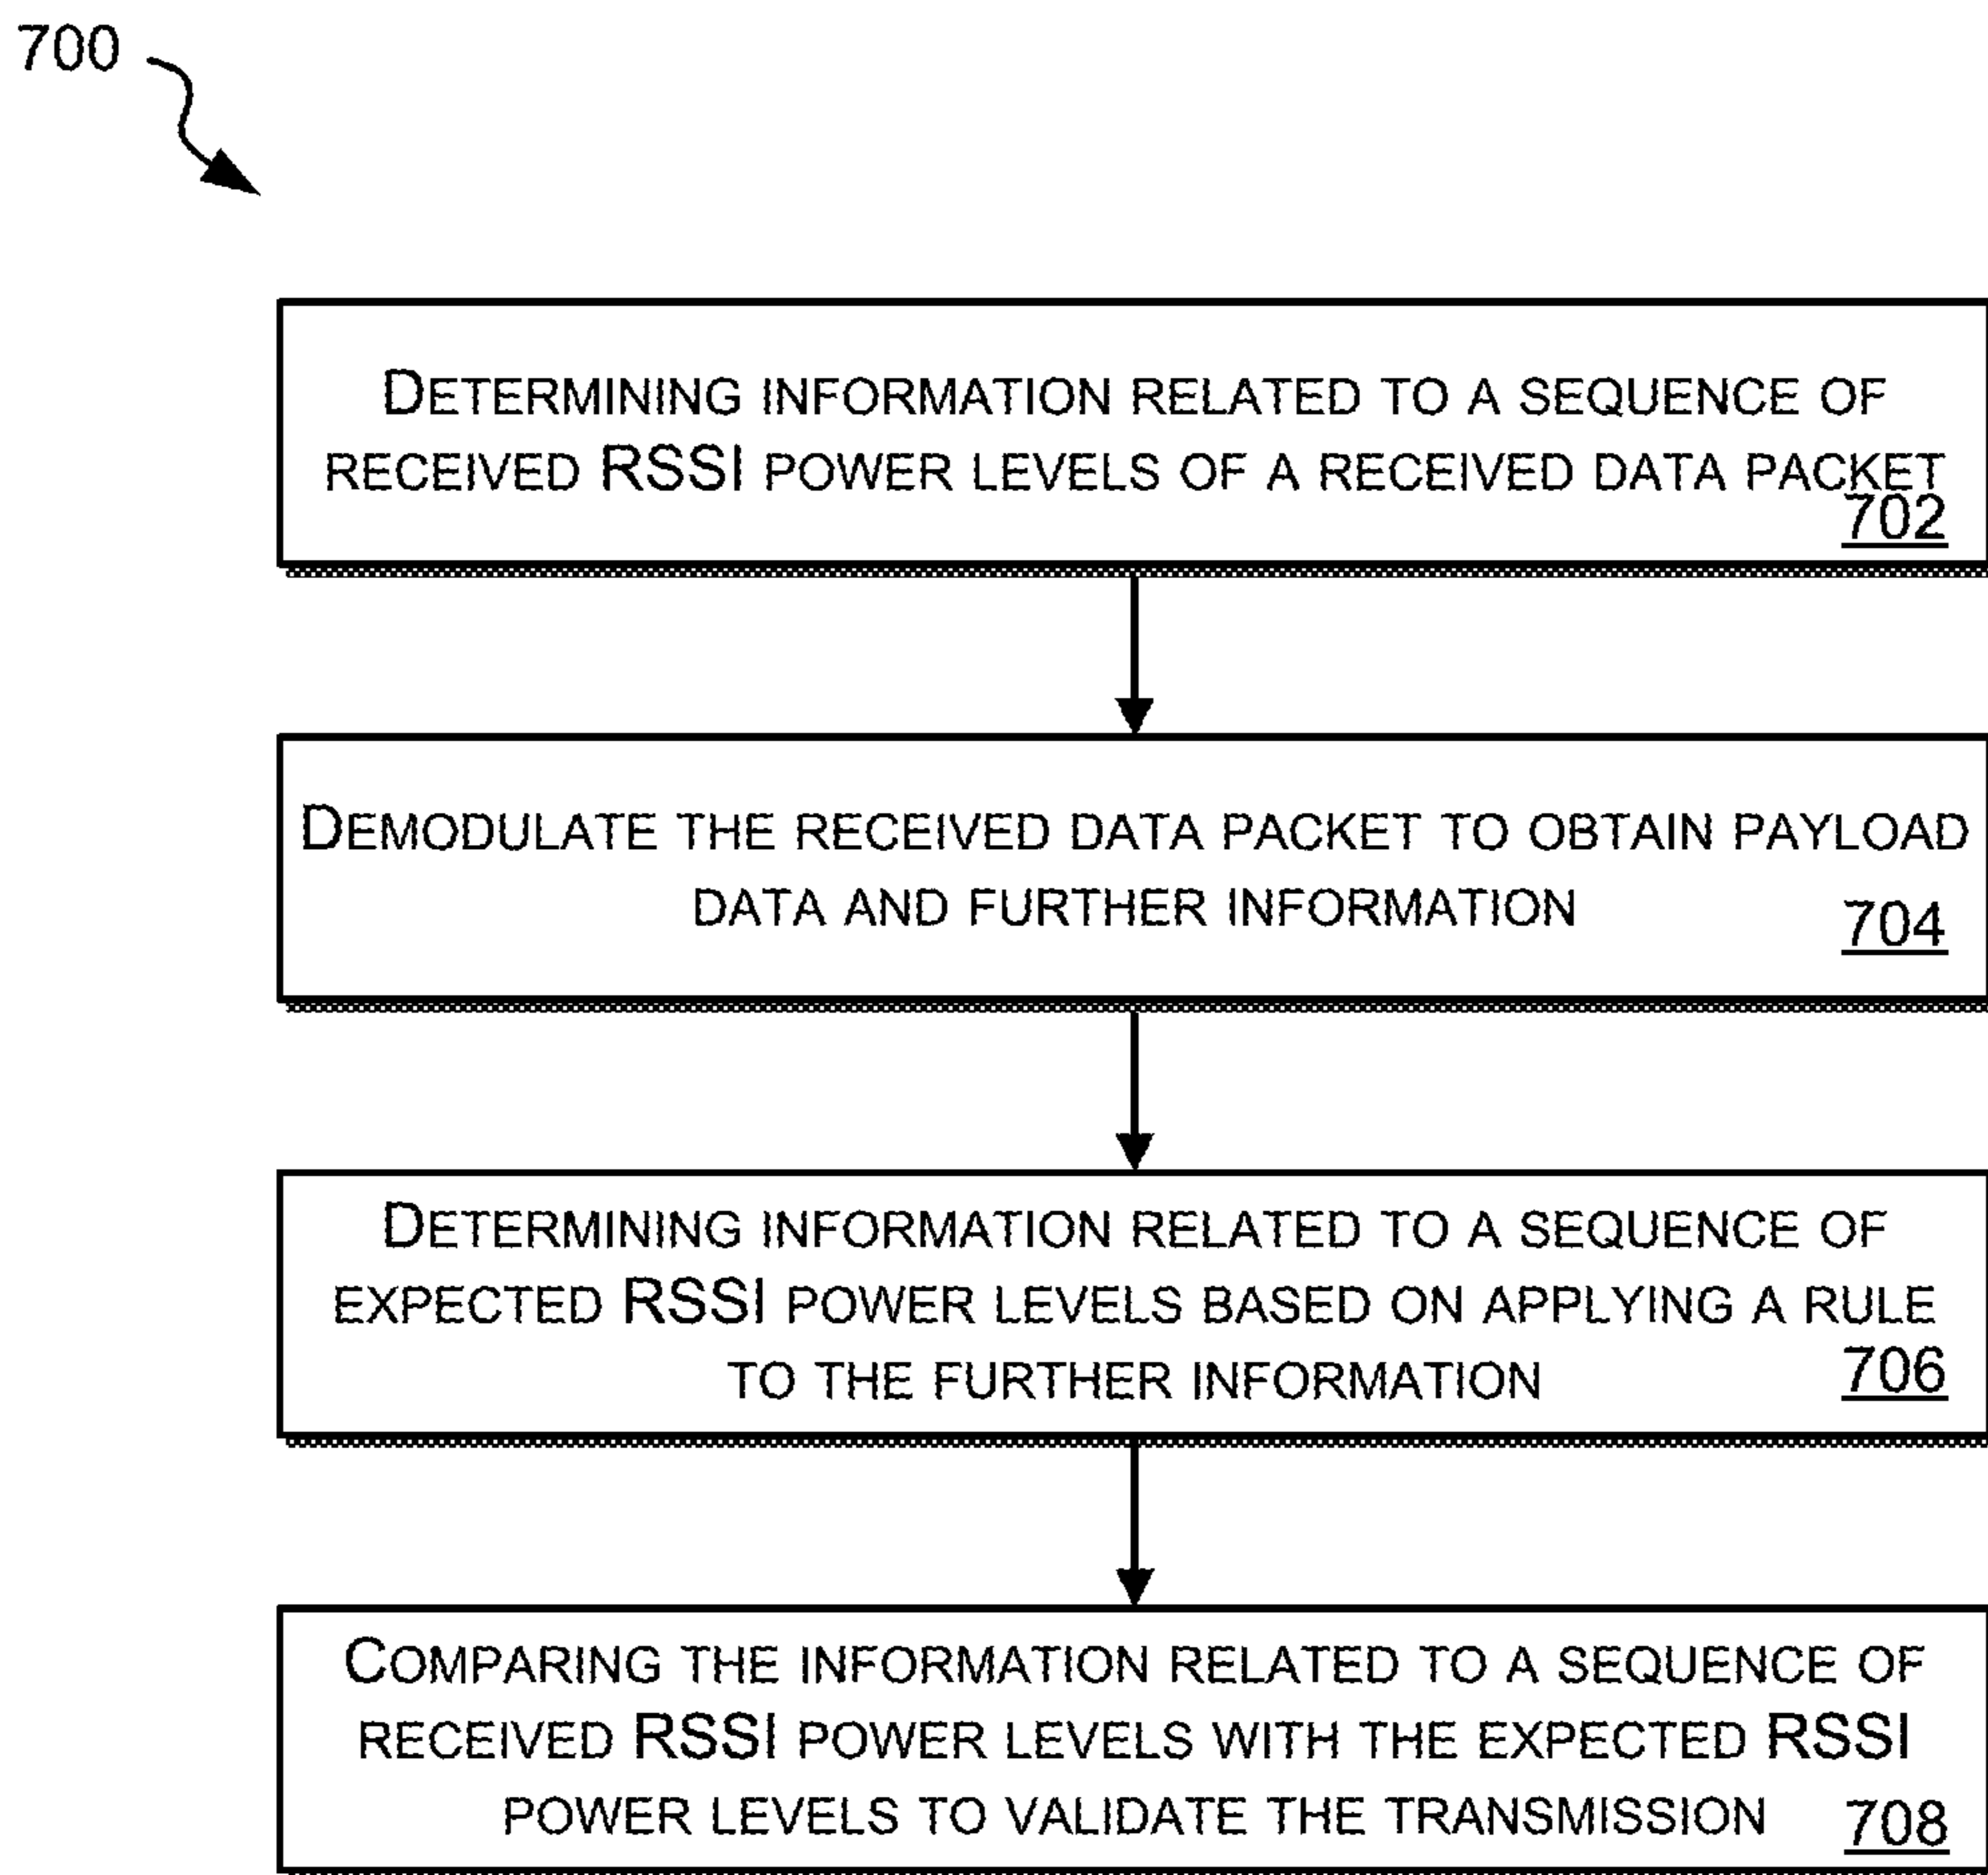 700
DETERMINING INFORMATION RELATED TO A SEQUENCE OF
RECEIVED RSSI POWER LEVELS OF A RECEIVED DATA PACKET
702
DEMODULATE THE RECEIVED DATA PACKET TO OBTAIN PAYLOAD
DATA AND FURTHER INFORMATION
704
DETERMINING INFORMATION RELATED TO A SEQUENCE OF
EXPECTED RSSI POWER LEVELS BASED ON APPLYING A RULE
TO THE FURTHER INFORMATION
706
COMPARING THE INFORMATION RELATED TO A SEQUENCE OF
RECEIVED RSSI POWER LEVELS WITH THE EXPECTED RSSI
POWER LEVELS TO VALIDATE THE TRANSMISSION
708